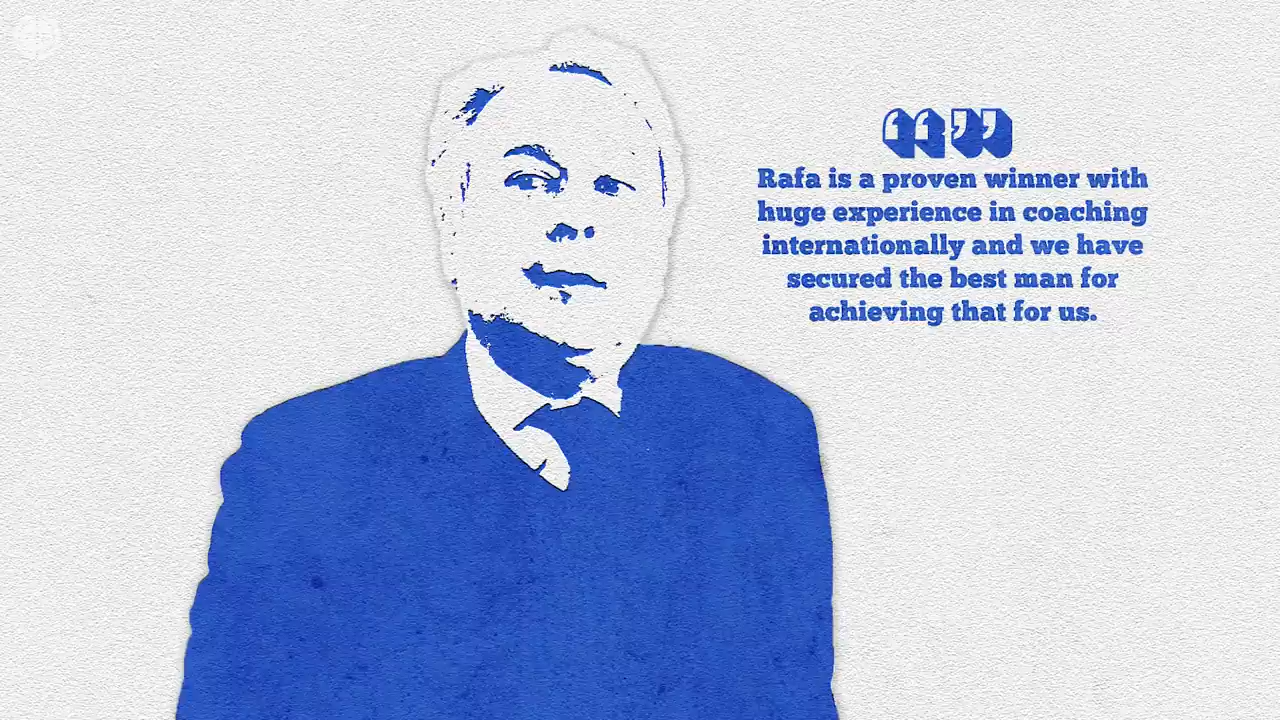 Rafa is a proven winner with
huge experience in coaching
internationally and we have
secured the best man for
achieving that for us.